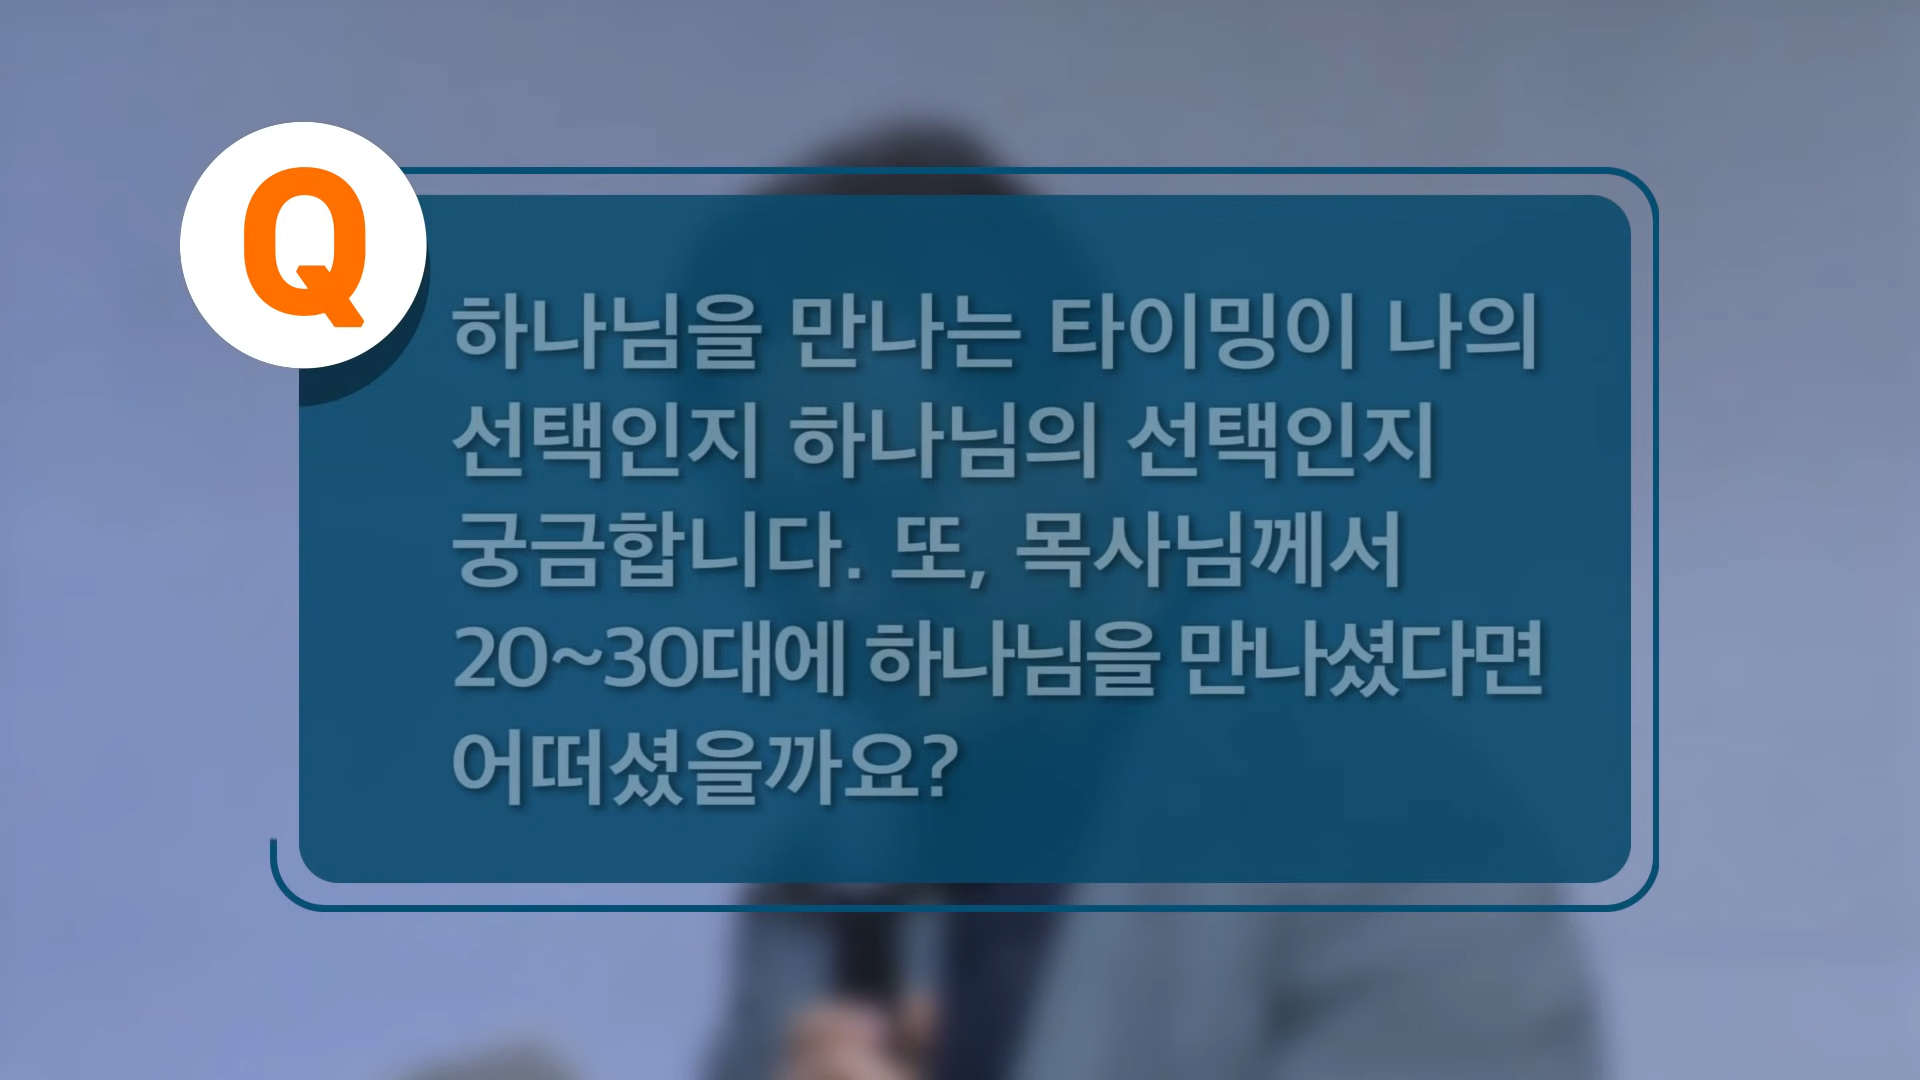 Q
하나님을 만나는 타이밍이 나의
선택인지 하나님의 선택인지
궁금합니다. 또, 목사님께서
20~30대에 하나님을 만나셨다면
어떠셨을까요?